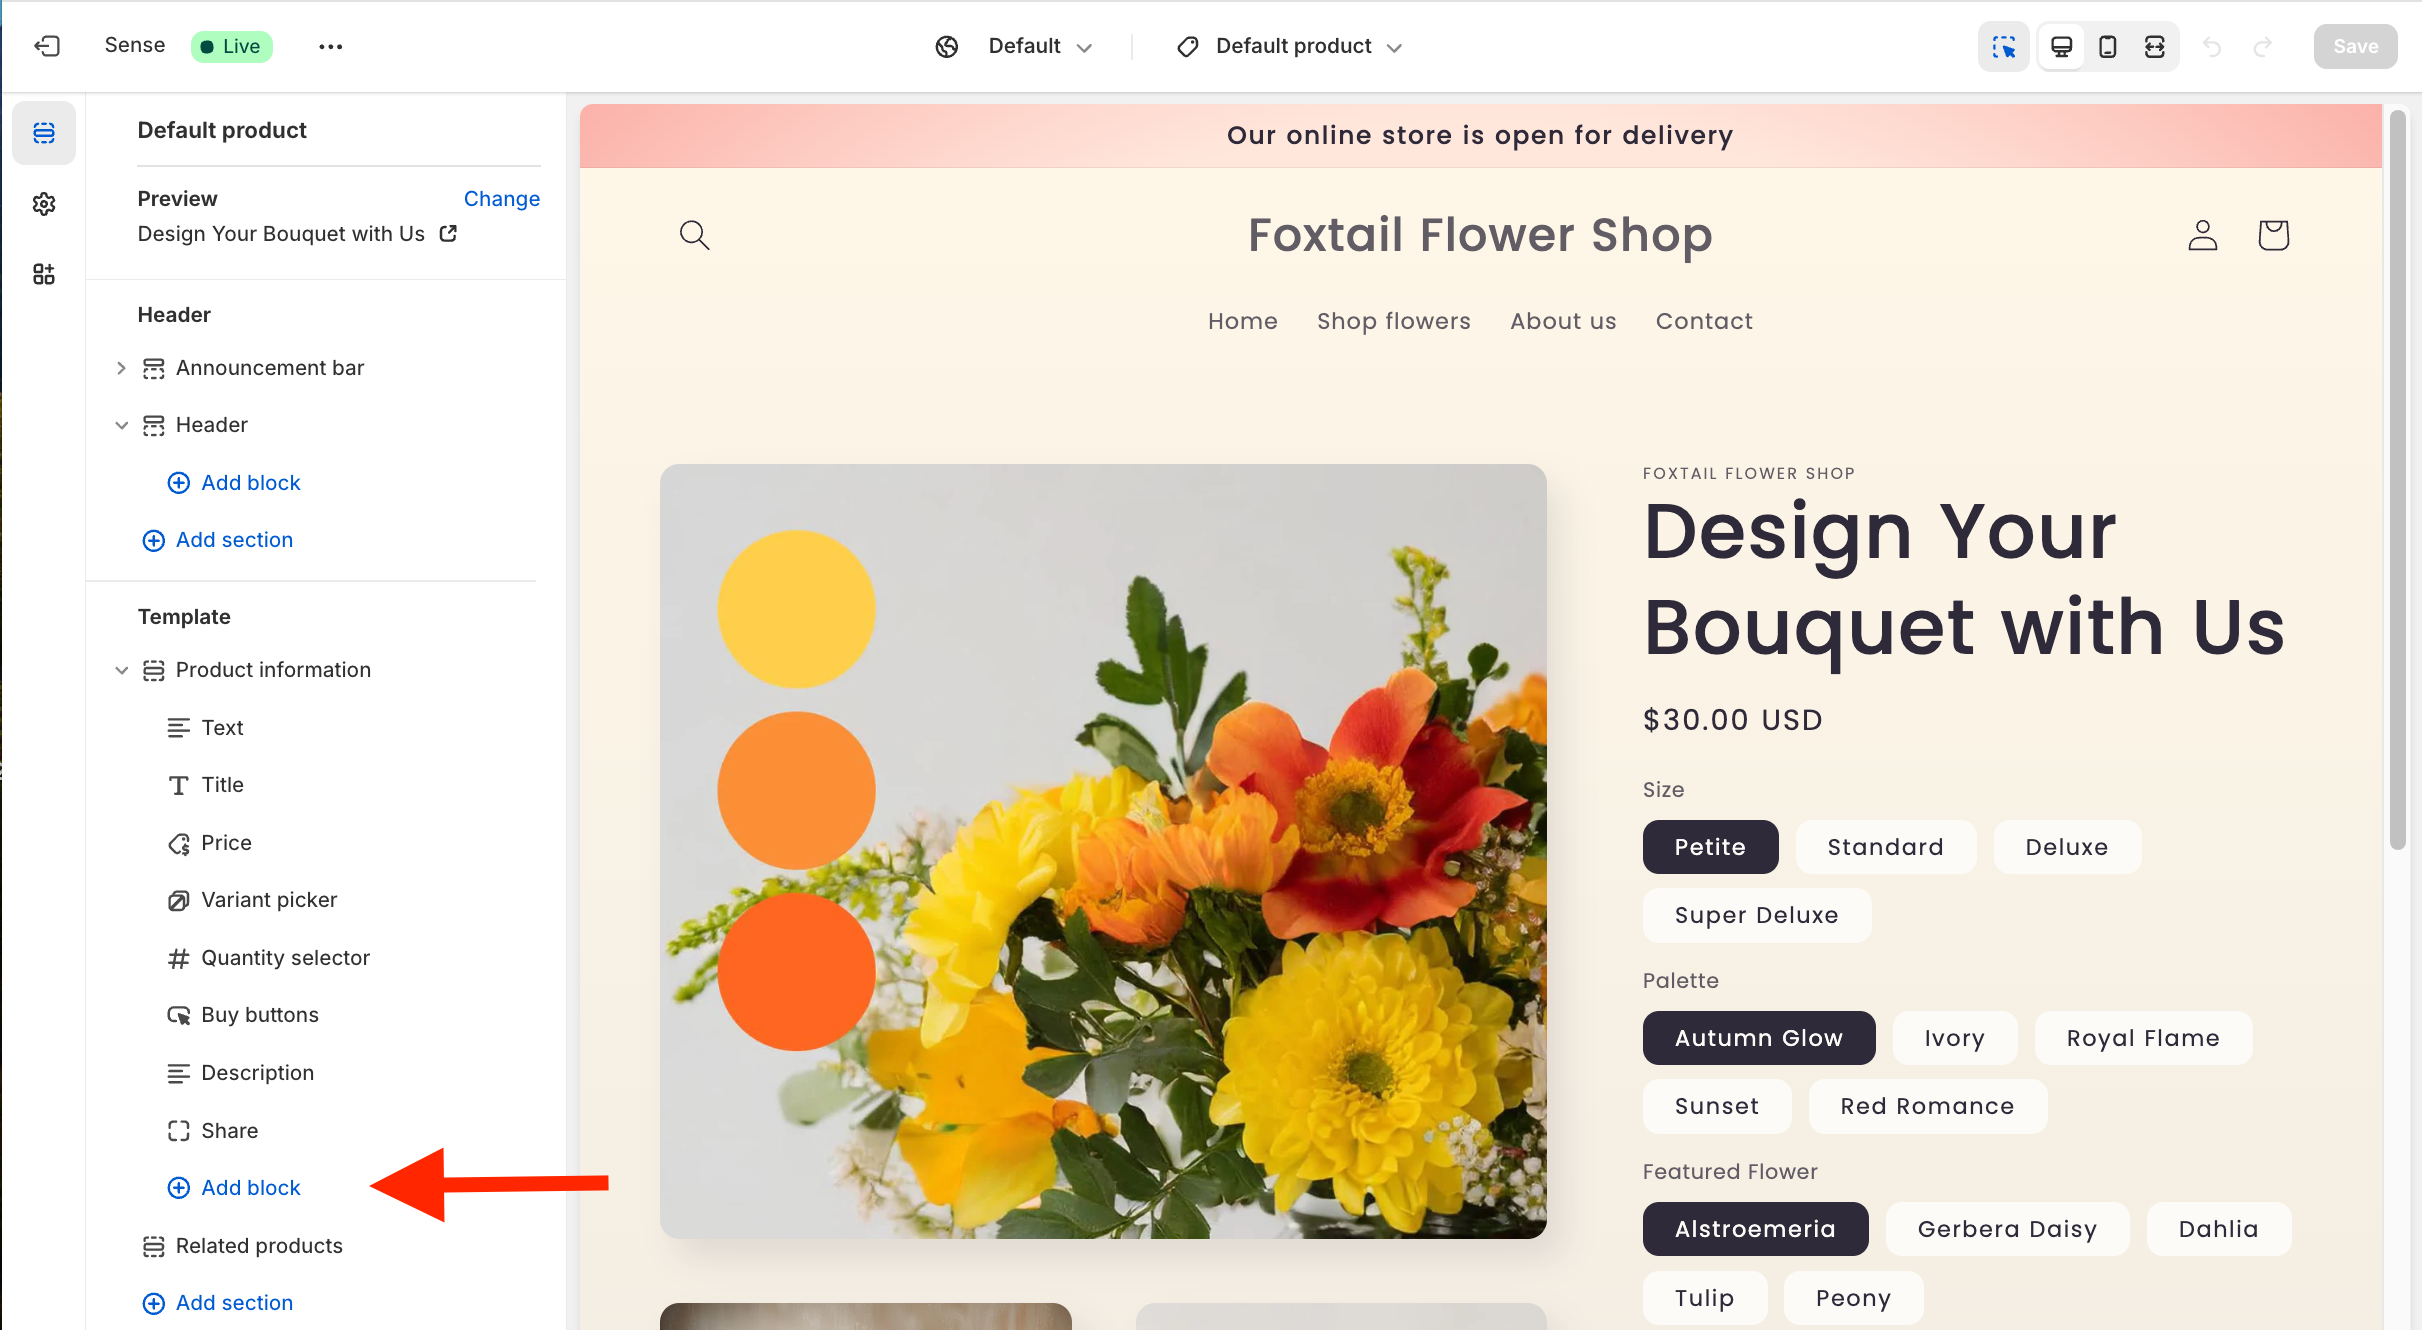 Sense
Live
Default
Default product
Save
Default product
Preview
Change
Design Your Bouquet with Us
Header
Announcement bar
Header
Add block
Add section
Template
Product information
Text
Title
Price
Variant picker
Quantity selector
Buy buttons
Description
Share
Add block
Related products
Add section
Our online store is open for delivery
Foxtail Flower Shop
Home Shop flowers About us Contact
FOXTAIL FLOWER SHOP
Design Your
Bouquet with Us
$30.00 USD
Size
Petite Standard Deluxe
Super Deluxe
Palette
Autumn Glow Ivory Royal Flame
Sunset Red Romance
Featured Flower
Alstroemeria Gerbera Daisy Dahlia
Tulip Peony